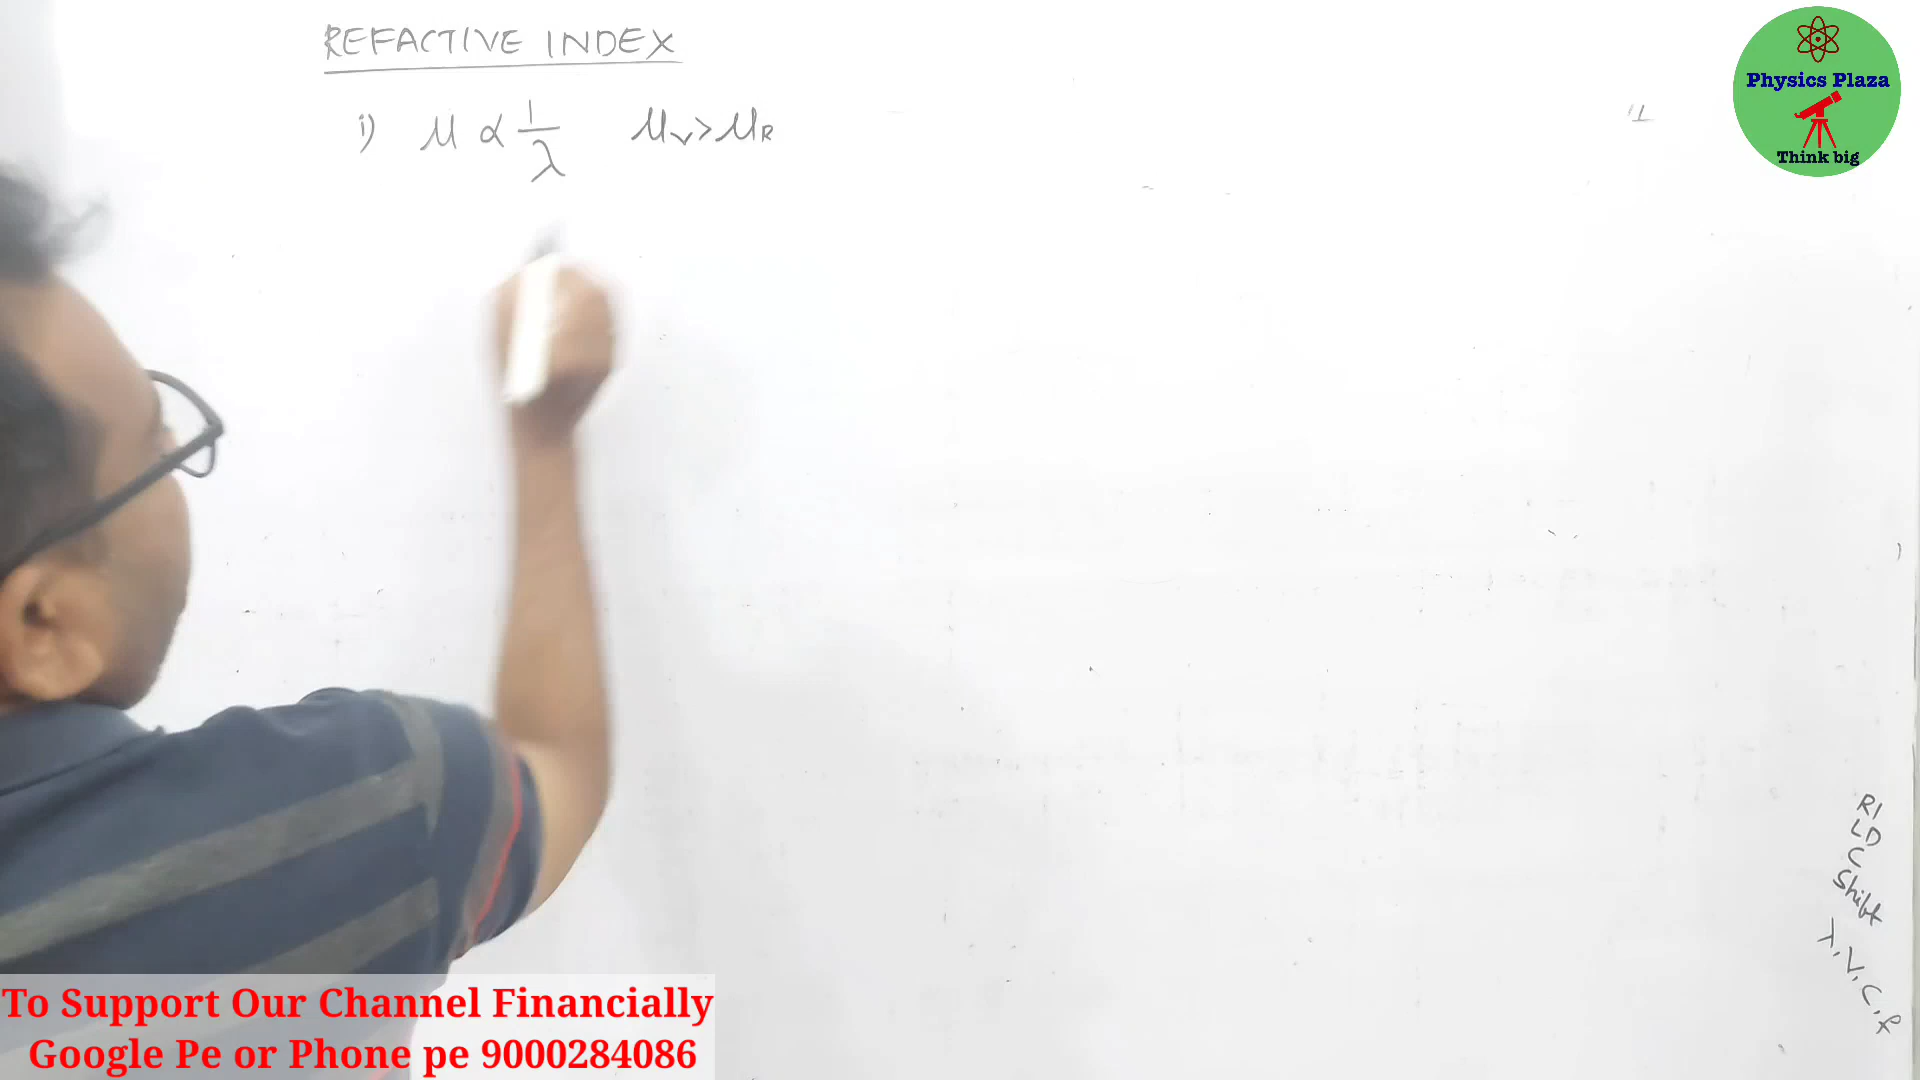 REFACTIVE INDEX
i) μ ∝ 1/λ   μᵥ > μ_R
Physics Plaza
Think big
RI
LD
C
Shift
λ, V, C, f
To Support Our Channel Financially
Google Pe or Phone pe 9000284086